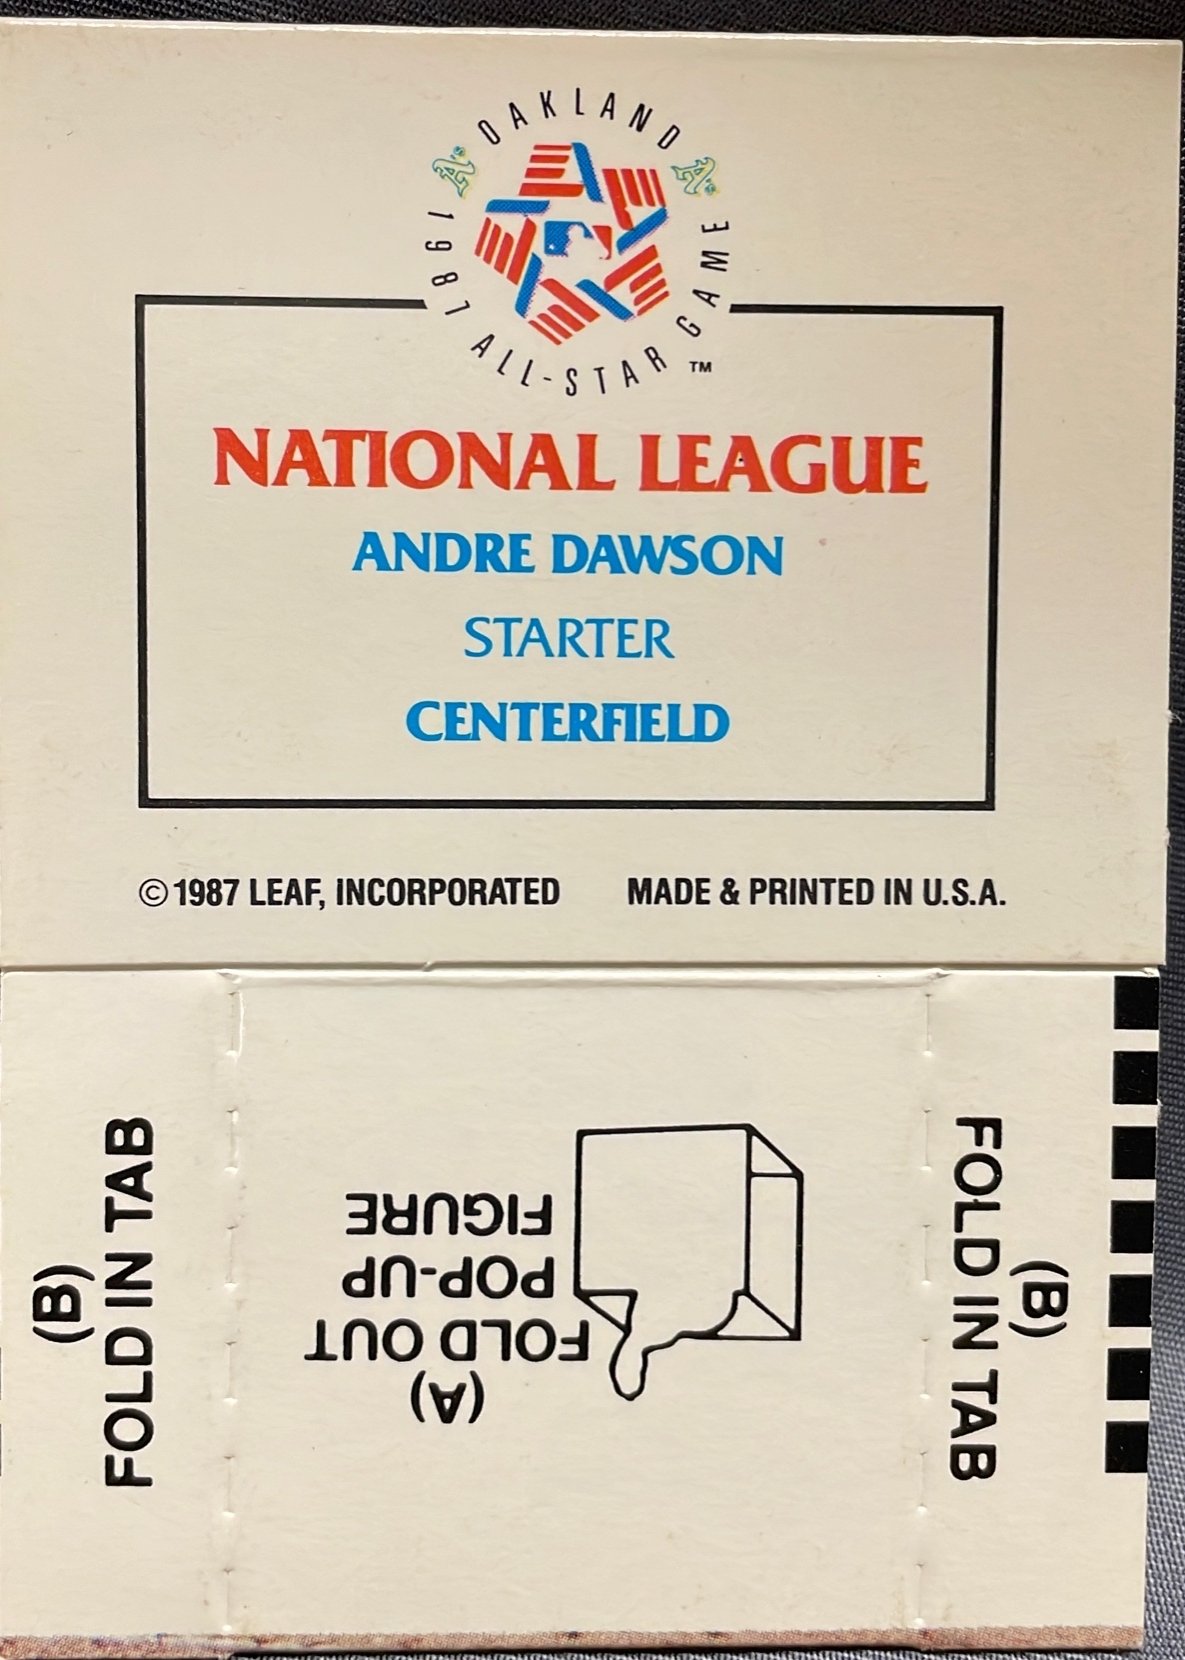 OAKLAND
A's A's
1987 ALL-STAR GAME
TM
NATIONAL LEAGUE
ANDRE DAWSON
STARTER
CENTERFIELD
© 1987 LEAF, INCORPORATED MADE & PRINTED IN U.S.A.
(B)
FOLD IN TAB
(A)
FOLD OUT
POP-UP
FIGURE
(B)
FOLD IN TAB